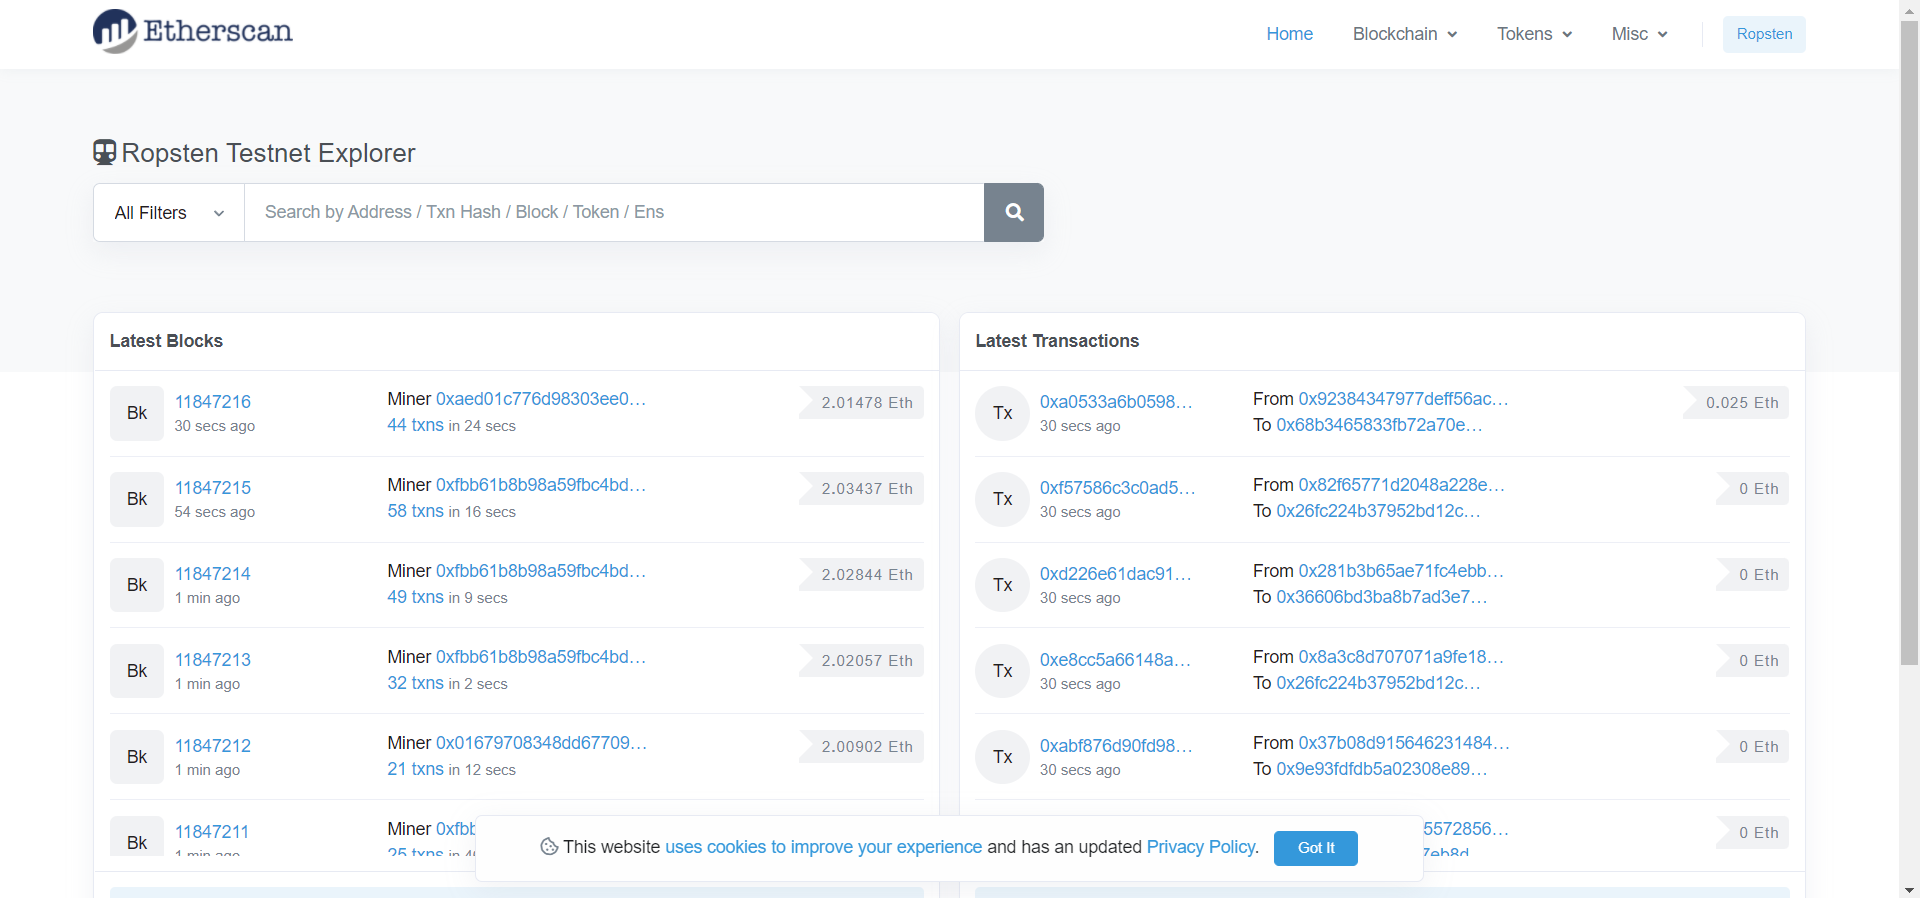 Etherscan
Home Blockchain Tokens Misc Ropsten
Ropsten Testnet Explorer
All Filters Search by Address / Txn Hash / Block / Token / Ens
Latest Blocks
Bk 11847216 Miner 0xaed01c776d98303ee0... 2.01478 Eth
30 secs ago 44 txns in 24 secs
Bk 11847215 Miner 0xfbb61b8b98a59fbc4bd... 2.03437 Eth
54 secs ago 58 txns in 16 secs
Bk 11847214 Miner 0xfbb61b8b98a59fbc4bd... 2.02844 Eth
1 min ago 49 txns in 9 secs
Bk 11847213 Miner 0xfbb61b8b98a59fbc4bd... 2.02057 Eth
1 min ago 32 txns in 2 secs
Bk 11847212 Miner 0x01679708348dd67709... 2.00902 Eth
1 min ago 21 txns in 12 secs
Bk 11847211 Miner 0xfbb
1 min ago 25 txns in
Latest Transactions
Tx 0xa0533a6b0598... From 0x92384347977deff56ac... 0.025 Eth
30 secs ago To 0x68b3465833fb72a70e...
Tx 0xf57586c3c0ad5... From 0x82f65771d2048a228e... 0 Eth
30 secs ago To 0x26fc224b37952bd12c...
Tx 0xd226e61dac91... From 0x281b3b65ae71fc4ebb... 0 Eth
30 secs ago To 0x36606bd3ba8b7ad3e7...
Tx 0xe8cc5a66148a... From 0x8a3c8d707071a9fe18... 0 Eth
30 secs ago To 0x26fc224b37952bd12c...
Tx 0xabf876d90fd98... From 0x37b08d915646231484... 0 Eth
30 secs ago To 0x9e93fdfdb5a02308e89...
5572856... 0 Eth
This website uses cookies to improve your experience and has an updated Privacy Policy. Got It